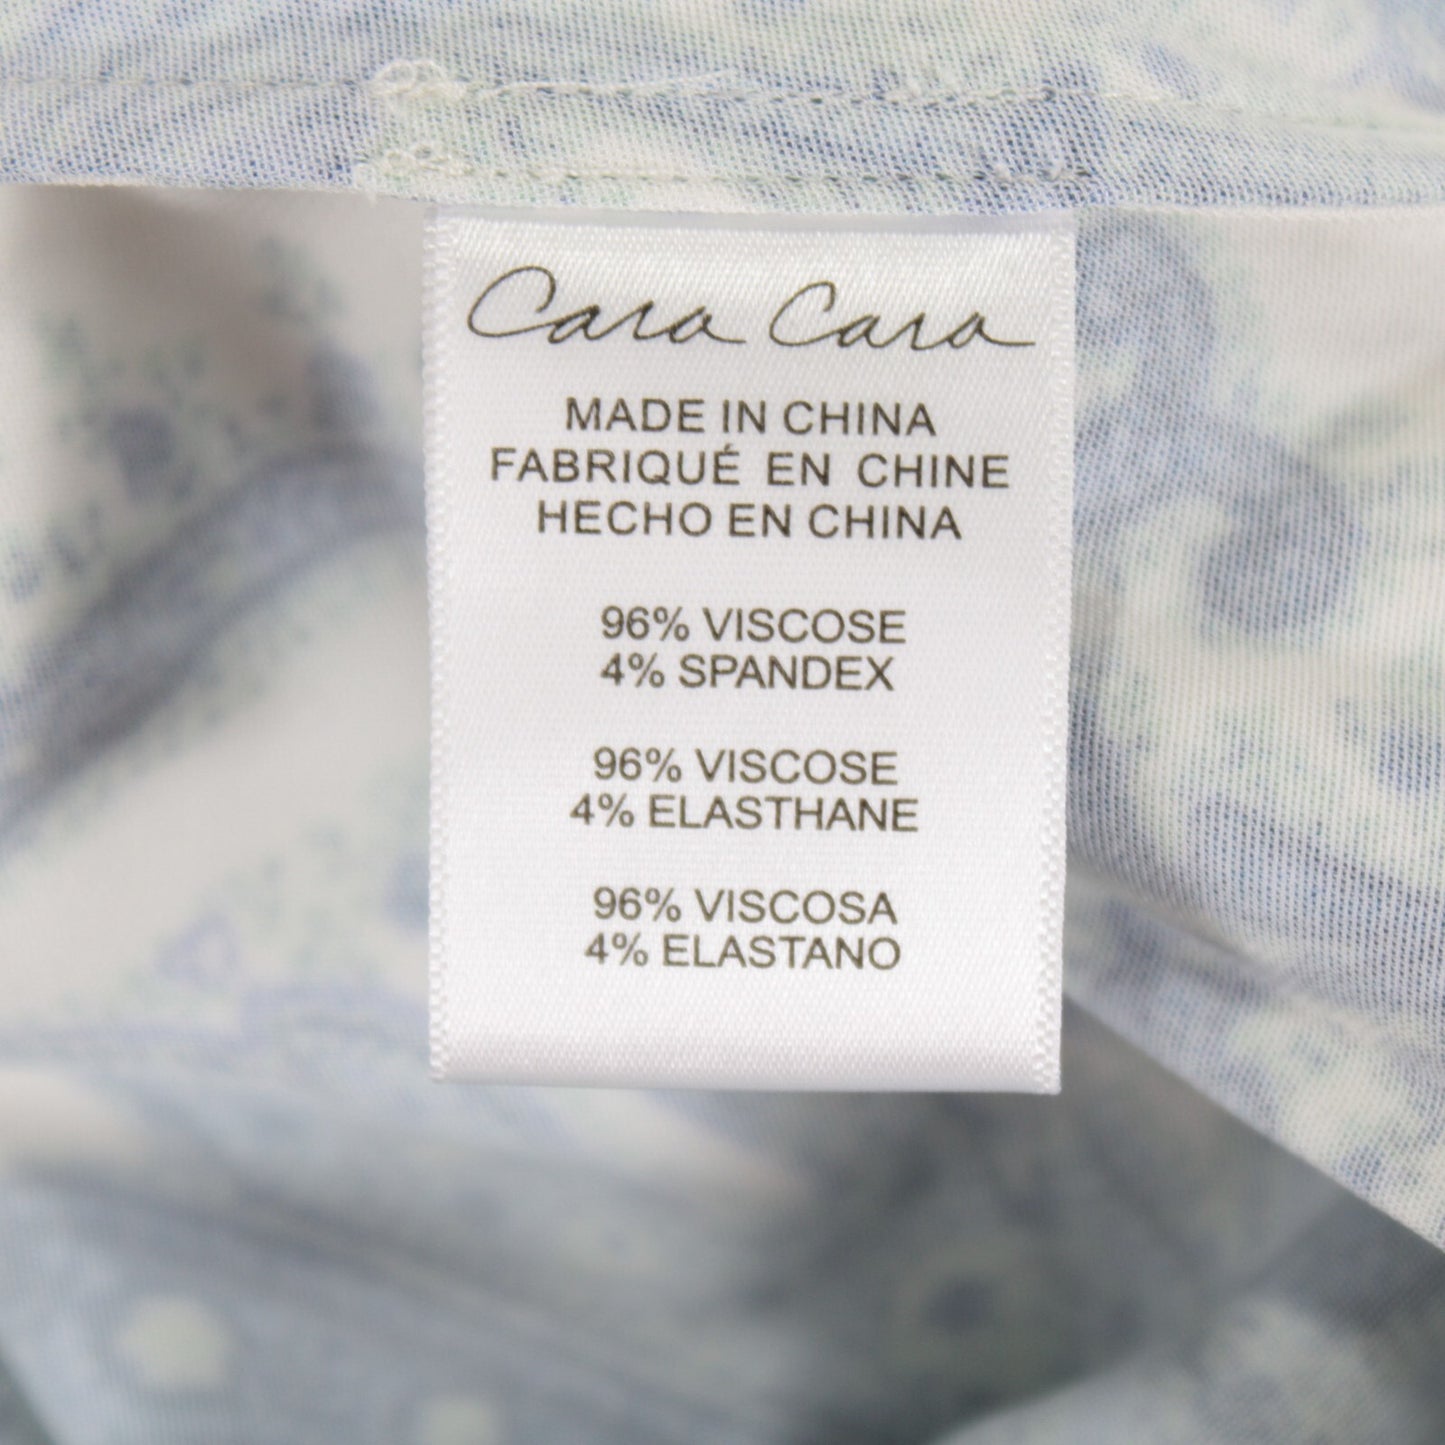 Cara Cara
MADE IN CHINA
FABRIQUÉ EN CHINE
HECHO EN CHINA
96% VISCOSE
4% SPANDEX
96% VISCOSE
4% ELASTHANE
96% VISCOSA
4% ELASTANO